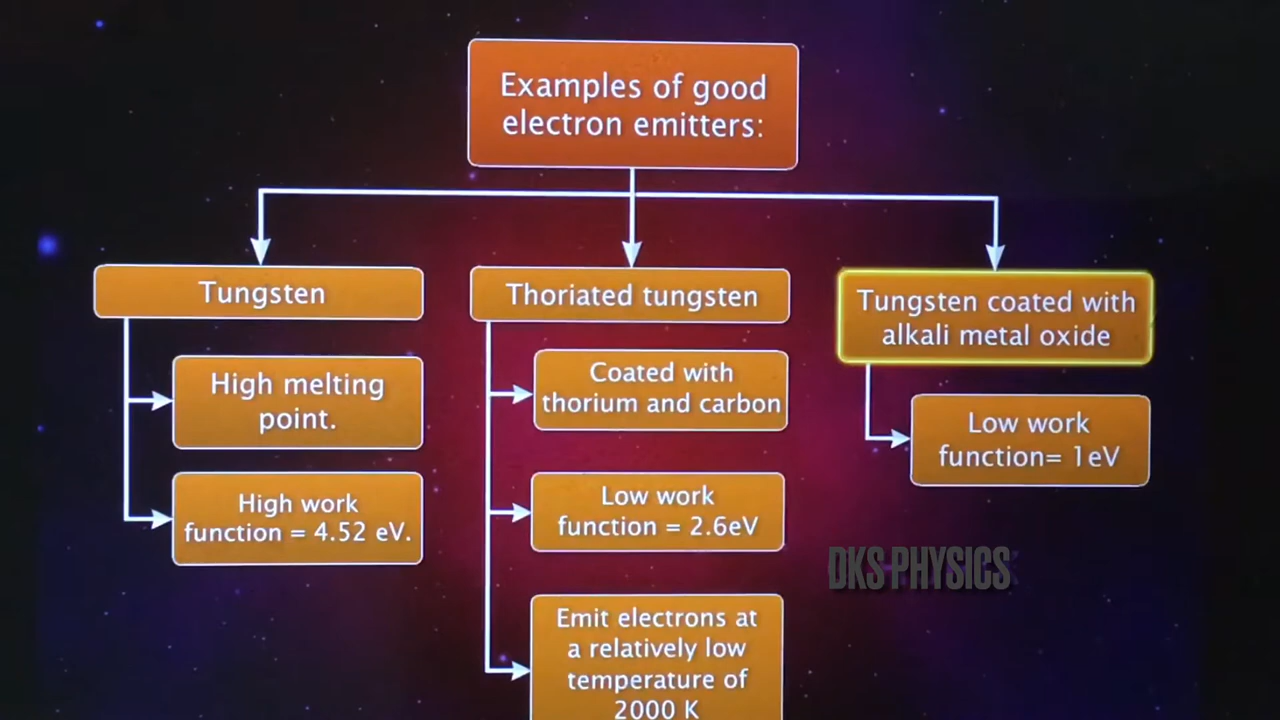 Examples of good
electron emitters:
Tungsten
High melting
point.
High work
function = 4.52 eV.
Thoriated tungsten
Coated with
thorium and carbon
Low work
function = 2.6eV
Emit electrons at
a relatively low
temperature of
2000 K
Tungsten coated with
alkali metal oxide
Low work
function= 1eV
DKS PHYSICS